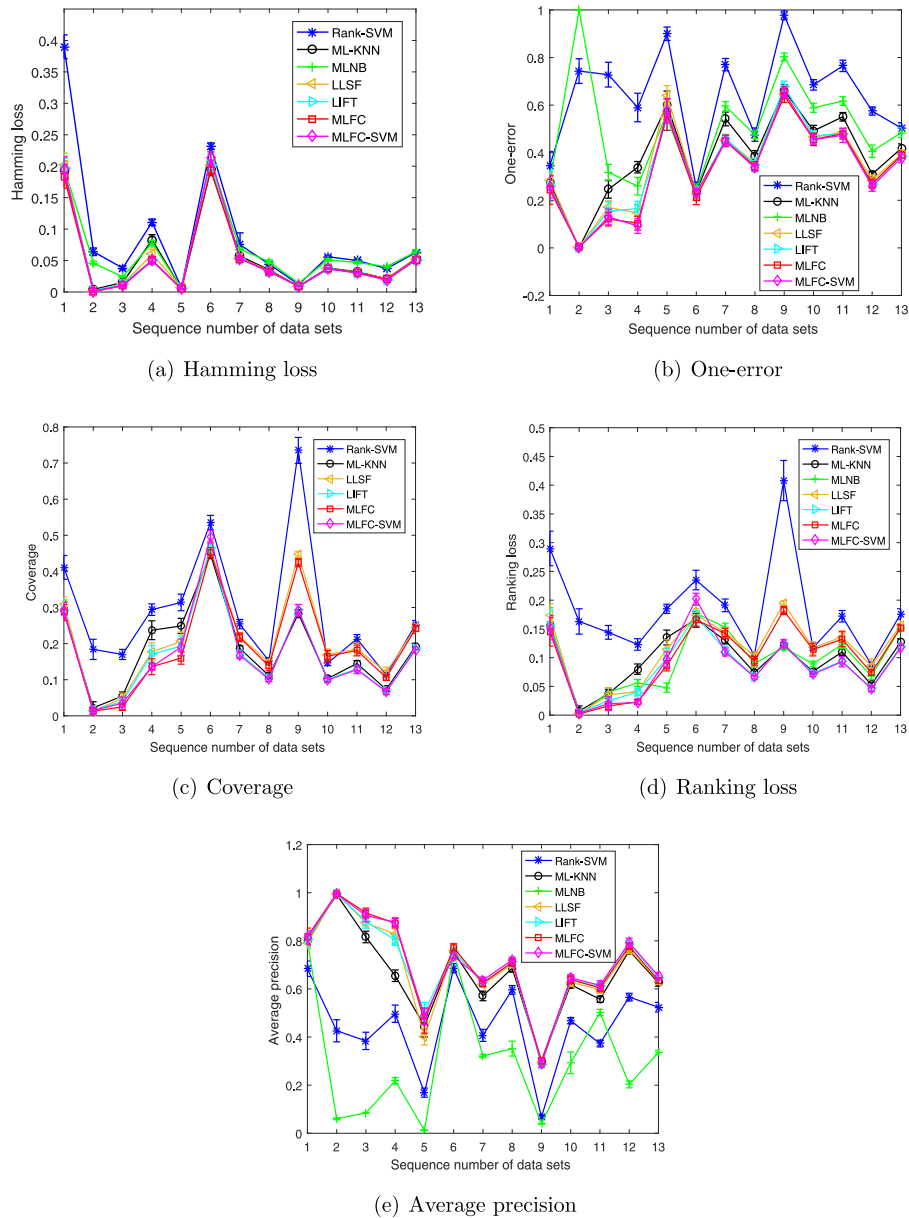 0.4
0.35
0.3
0.25
0.2
0.15
0.1
0.05
0
Hamming loss
Rank-SVM
ML-KNN
MLNB
LLSF
LIFT
MLFC
MLFC-SVM
1 2 3 4 5 6 7 8 9 10 11 12 13
Sequence number of data sets
(a) Hamming loss
1
0.8
0.6
0.4
0.2
0
-0.2
One-error
Rank-SVM
ML-KNN
MLNB
LLSF
LIFT
MLFC
MLFC-SVM
1 2 3 4 5 6 7 8 9 10 11 12 13
Sequence number of data sets
(b) One-error
0.8
0.7
0.6
0.5
0.4
0.3
0.2
0.1
0
Coverage
Rank-SVM
ML-KNN
LLSF
LIFT
MLFC
MLFC-SVM
1 2 3 4 5 6 7 8 9 10 11 12 13
Sequence number of data sets
(c) Coverage
0.5
0.45
0.4
0.35
0.3
0.25
0.2
0.15
0.1
0.05
0
Ranking loss
Rank-SVM
ML-KNN
MLNB
LLSF
LIFT
MLFC
MLFC-SVM
1 2 3 4 5 6 7 8 9 10 11 12 13
Sequence number of data sets
(d) Ranking loss
1.2
1
0.8
0.6
0.4
0.2
0
Average precision
Rank-SVM
ML-KNN
MLNB
LLSF
LIFT
MLFC
MLFC-SVM
1 2 3 4 5 6 7 8 9 10 11 12 13
Sequence number of data sets
(e) Average precision